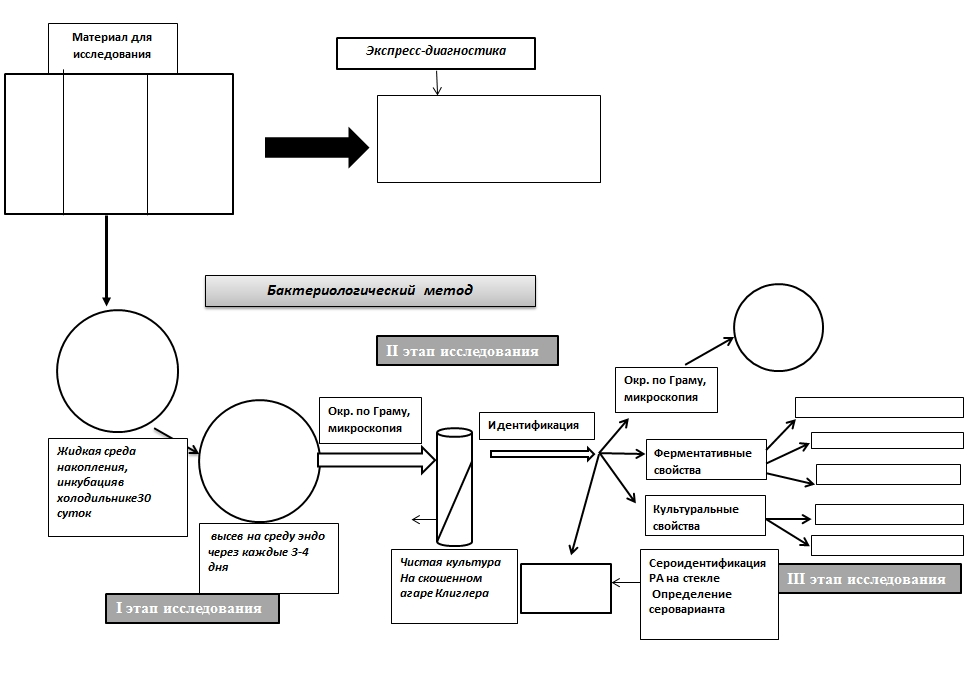 Материал для
исследования
Экспресс-диагностика
Бактериологический метод
II этап исследования
Окр. по Граму,
микроскопия
Окр. по Граму,
микроскопия
Идентификация
Жидкая среда
накопления,
инкубацияв
холодильнике30
суток
Ферментативные
свойства
Культуральные
свойства
высев на среду эндо
через каждые 3-4
дня
Чистая культура
На скошенном
агаре Клиглера
Сероидентификация
РА на стекле
Определение
сероварианта
III этап исследования
I этап исследования